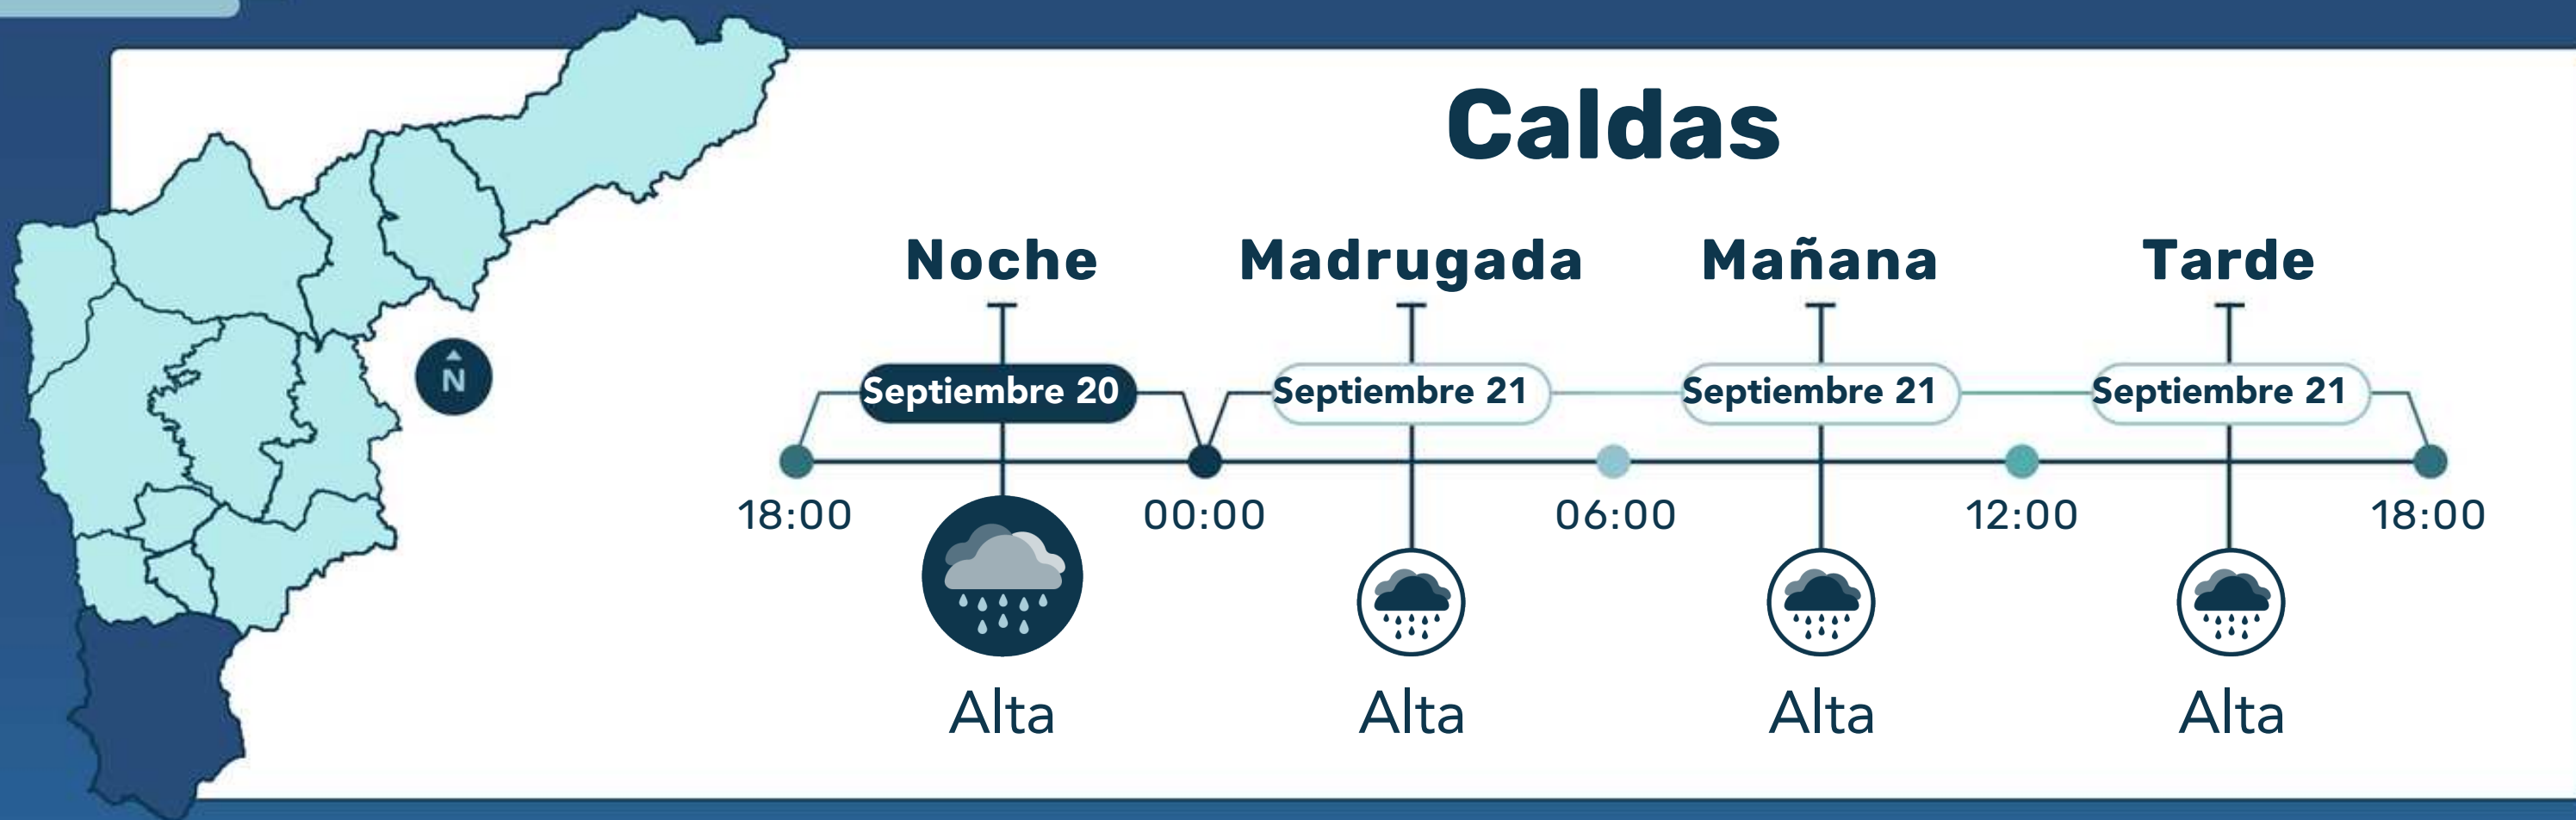 Caldas
Noche Madrugada Mañana Tarde
Septiembre 20 Septiembre 21 Septiembre 21 Septiembre 21
N
18:00 00:00 06:00 12:00 18:00
Alta Alta Alta Alta